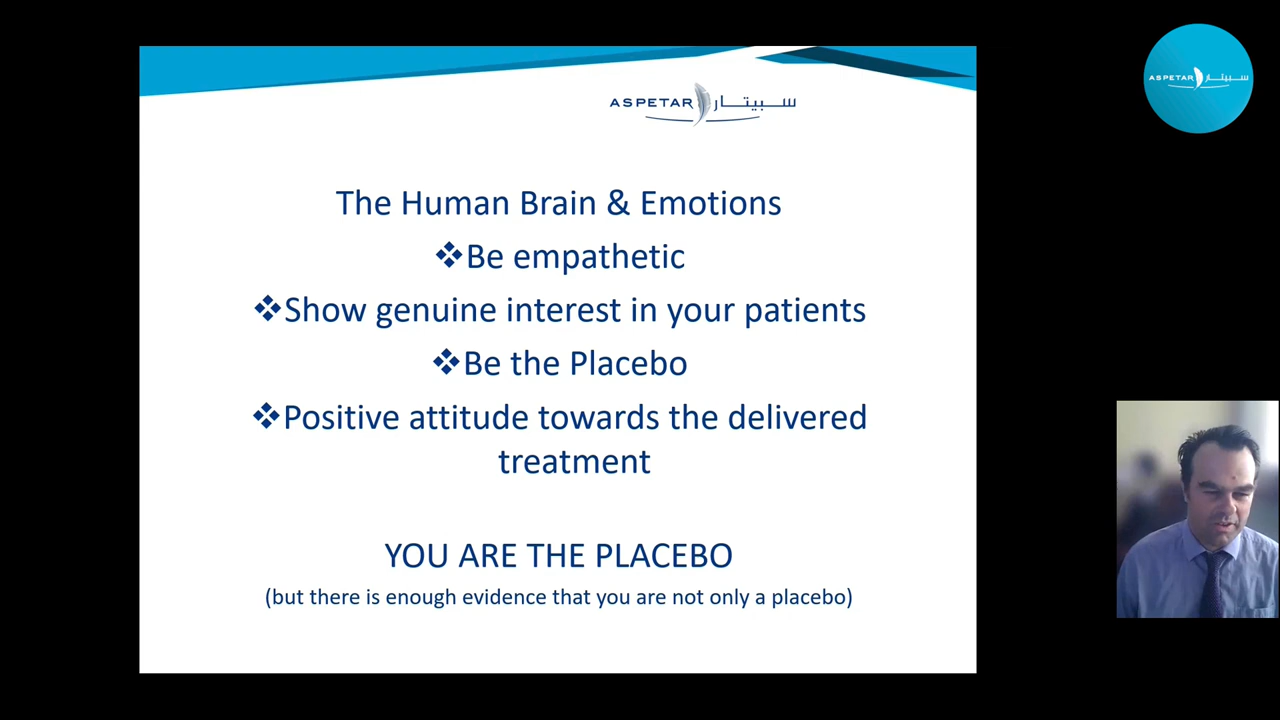 ASPETAR سبيتار
ASPETAR سبيتار
The Human Brain & Emotions
❖Be empathetic
❖Show genuine interest in your patients
❖Be the Placebo
❖Positive attitude towards the delivered
treatment
YOU ARE THE PLACEBO
(but there is enough evidence that you are not only a placebo)